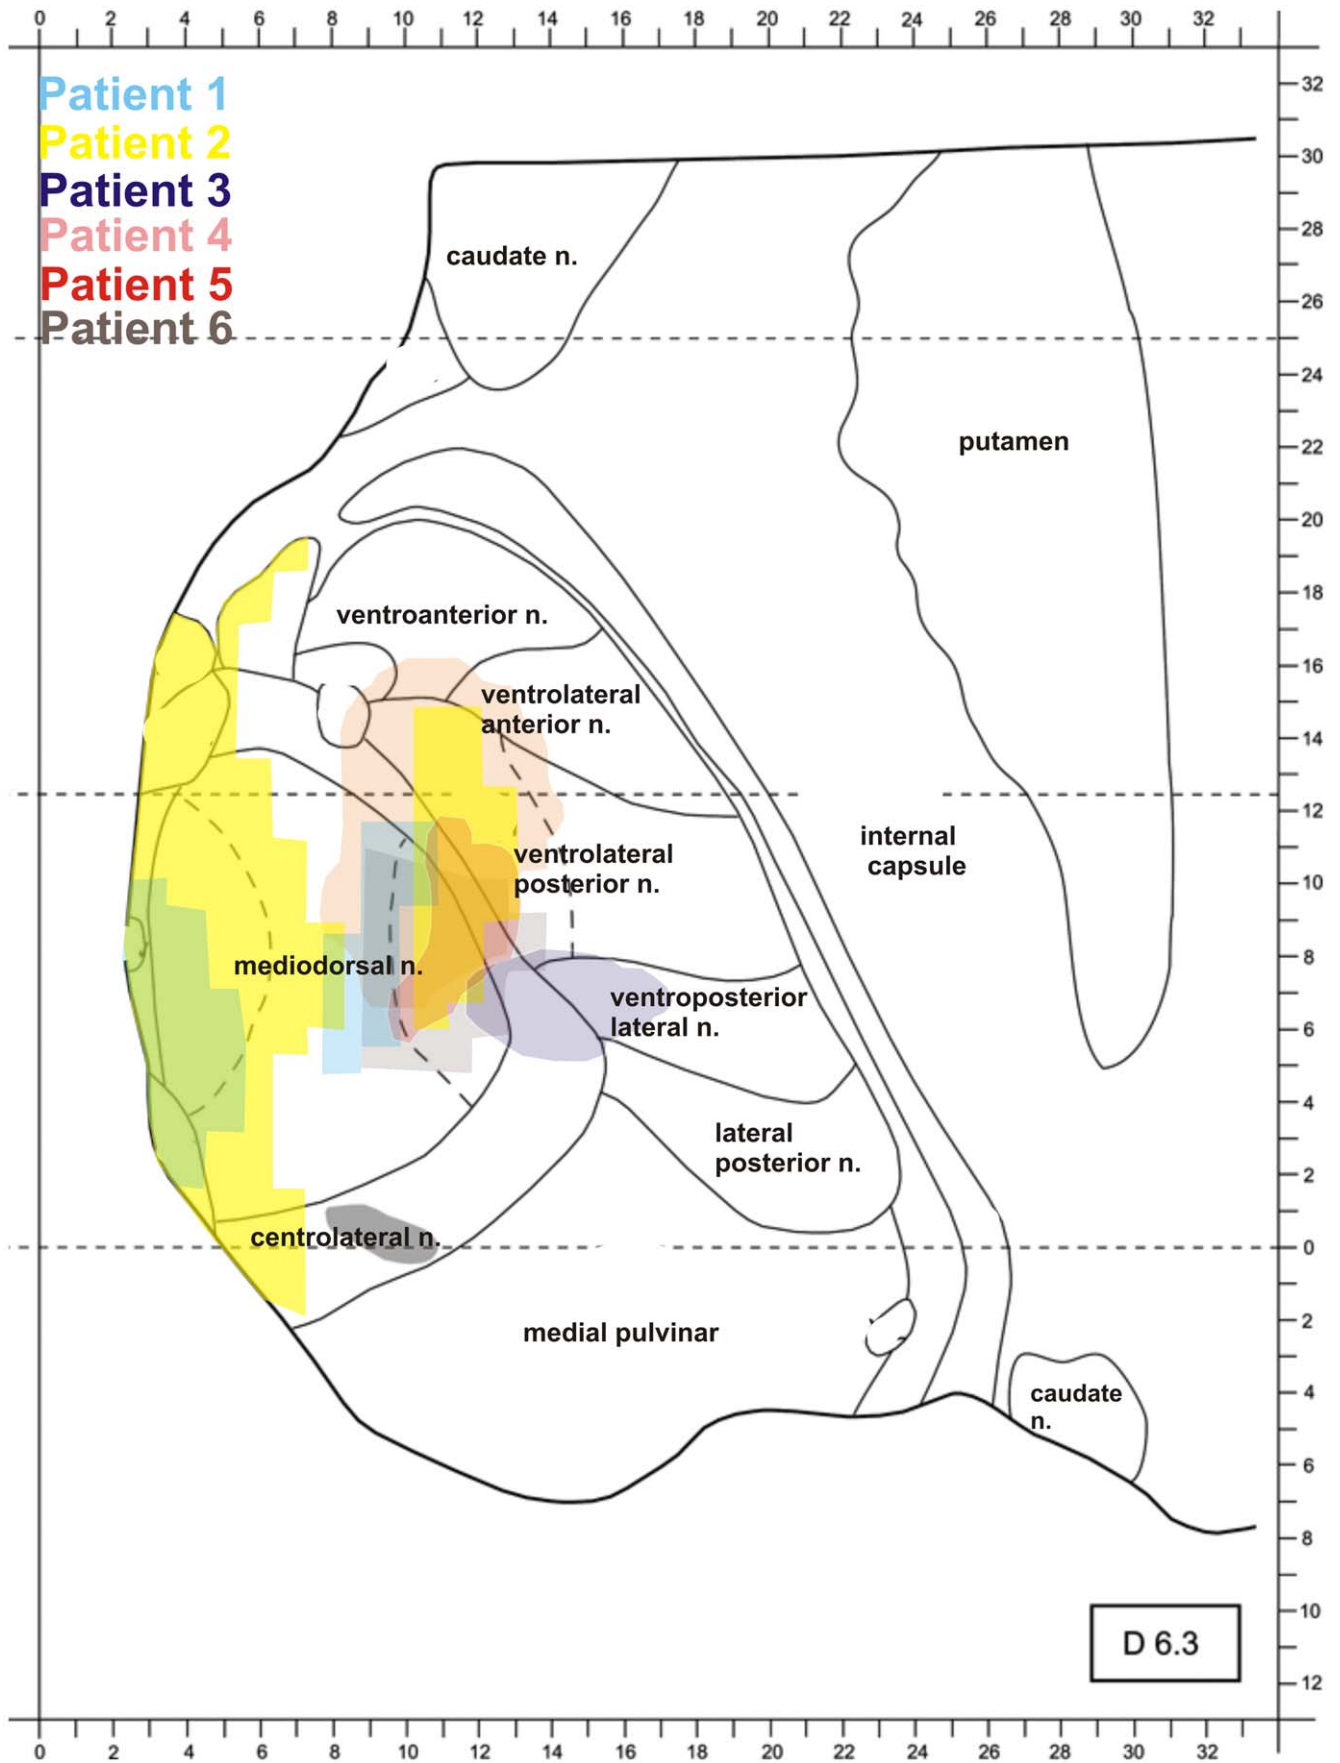 0 2 4 6 8 10 12 14 16 18 20 22 24 26 28 30 32
Patient 1
Patient 2
Patient 3
Patient 4
Patient 5
Patient 6
32
30
28
26
24
22
20
18
16
14
12
10
8
6
4
2
0
2
4
6
8
10
12
caudate n.
putamen
ventroanterior n.
ventrolateral
anterior n.
internal
capsule
ventrolateral
posterior n.
mediodorsal n.
ventroposterior
lateral n.
lateral
posterior n.
centrolateral n.
medial pulvinar
caudate
n.
D 6.3
0 2 4 6 8 10 12 14 16 18 20 22 24 26 28 30 32